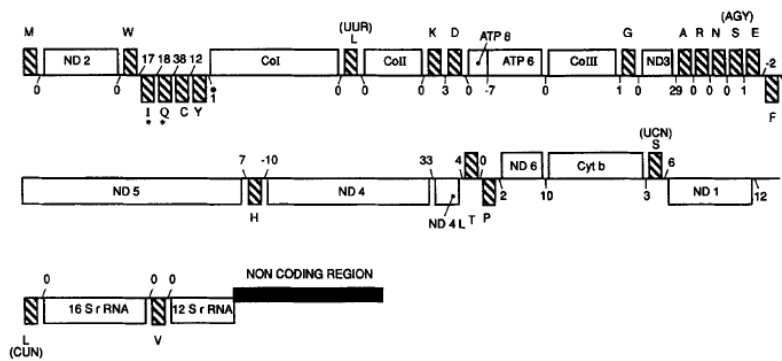 (UUR) (AGY)
M W L K D ATP 8 G A R N S E
17 18 38 12 -2
ND 2 CoI CoII ATP 6 CoIII ND3
0 0 1 0 0 3 0 -7 0 1 0 29 0 0 0 1
I Q C Y F
* *
(UCN)
7 -10 33 4 0 S 6
ND 6 Cyt b
ND 5 ND 4 ND 1
H ND 4 L T P 2 10 3 12
0 0 0 NON CODING REGION
16 S r RNA 12 S r RNA
L V
(CUN)